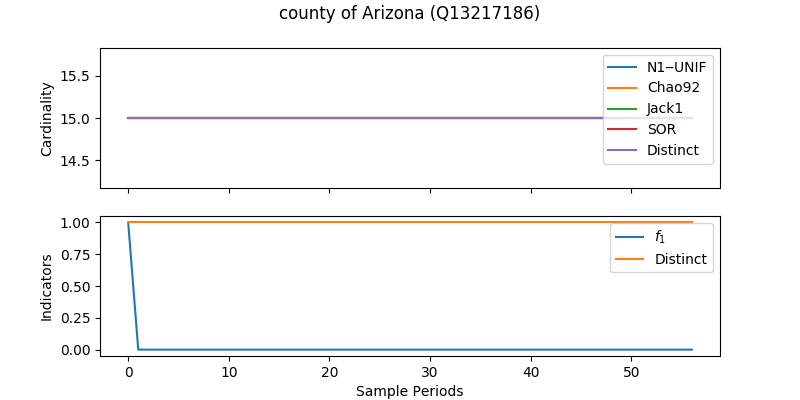 county of Arizona (Q13217186)
Cardinality
15.5
15.0
14.5
N1‒UNIF
Chao92
Jack1
SOR
Distinct
Indicators
1.00
0.75
0.50
0.25
0.00
f1
Distinct
0 10 20 30 40 50
Sample Periods